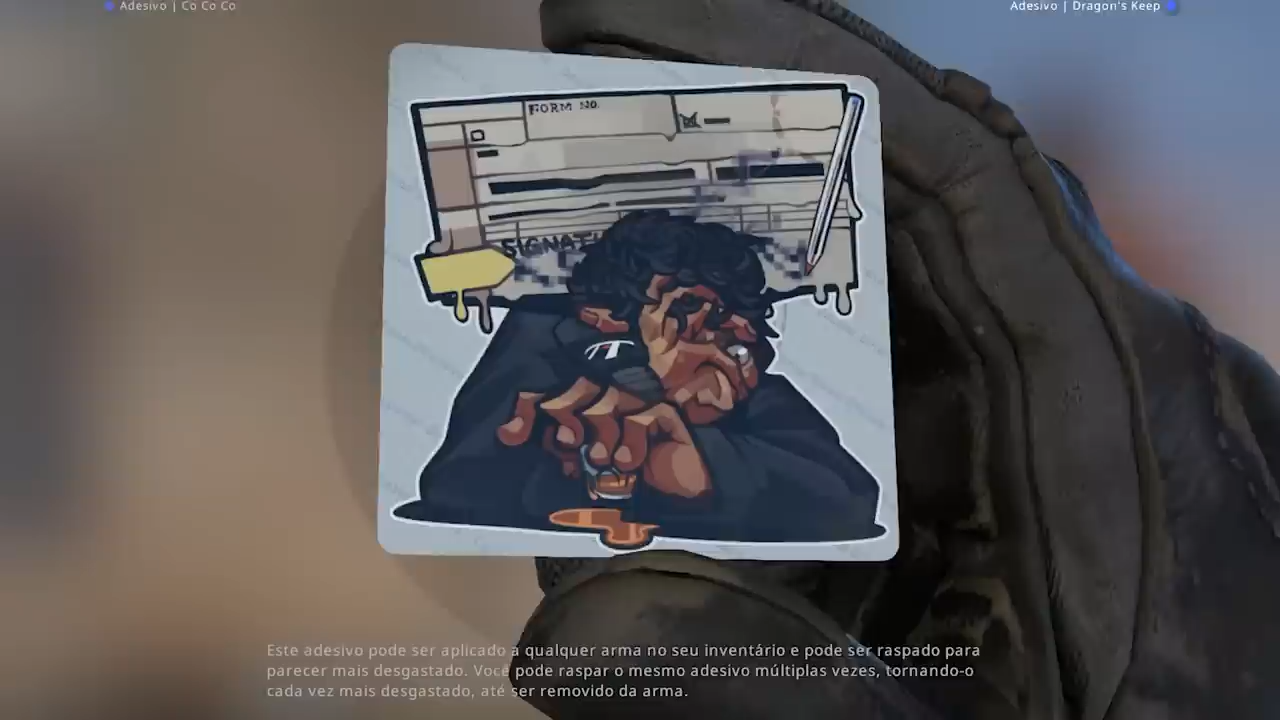 Adesivo | Co Co Co
Adesivo | Dragon's Keep
FORM NO.
Este adesivo pode ser aplicado a qualquer arma no seu inventário e pode ser raspado para
parecer mais desgastado. Você pode raspar o mesmo adesivo múltiplas vezes, tornando-o
cada vez mais desgastado, até ser removido da arma.